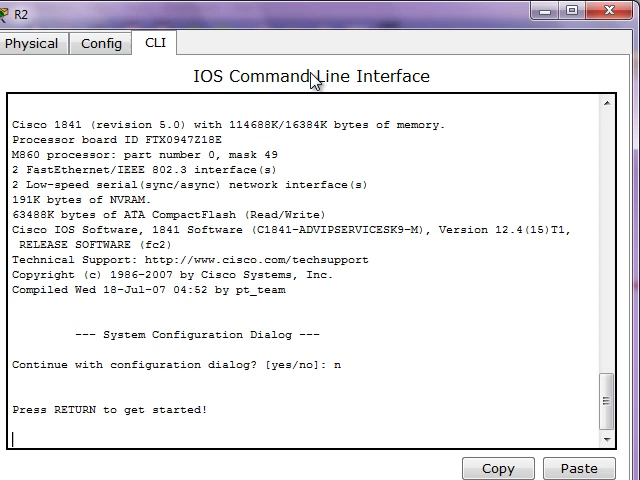 R2
Physical Config CLI
IOS Command Line Interface
Cisco 1841 (revision 5.0) with 114688K/16384K bytes of memory.
Processor board ID FTX0947Z18E
M860 processor: part number 0, mask 49
2 FastEthernet/IEEE 802.3 interface(s)
2 Low-speed serial(sync/async) network interface(s)
191K bytes of NVRAM.
63488K bytes of ATA CompactFlash (Read/Write)
Cisco IOS Software, 1841 Software (C1841-ADVIPSERVICESK9-M), Version 12.4(15)T1,
RELEASE SOFTWARE (fc2)
Technical Support: http://www.cisco.com/techsupport
Copyright (c) 1986-2007 by Cisco Systems, Inc.
Compiled Wed 18-Jul-07 04:52 by pt_team
--- System Configuration Dialog ---
Continue with configuration dialog? [yes/no]: n
Press RETURN to get started!
Copy Paste